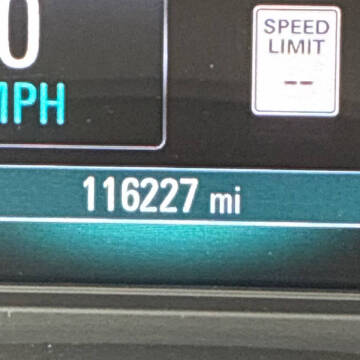 0
MPH
SPEED
LIMIT
--
116227 mi